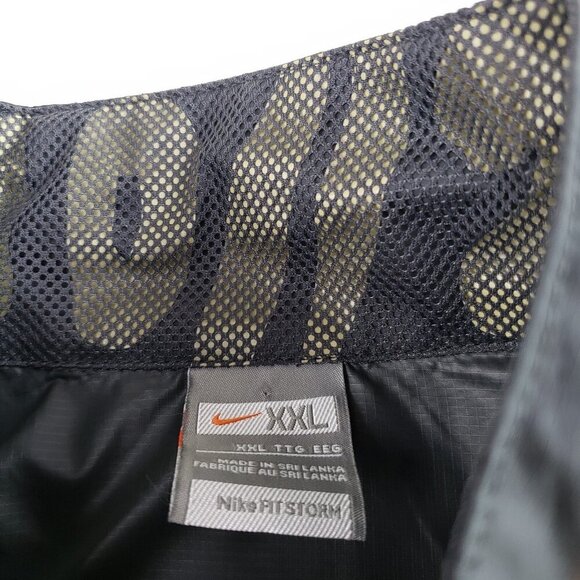 XXL
XXL TTG EEG
MADE IN SRI LANKA
FABRIQUE AU SRI LANKA
Nike FIT STORM